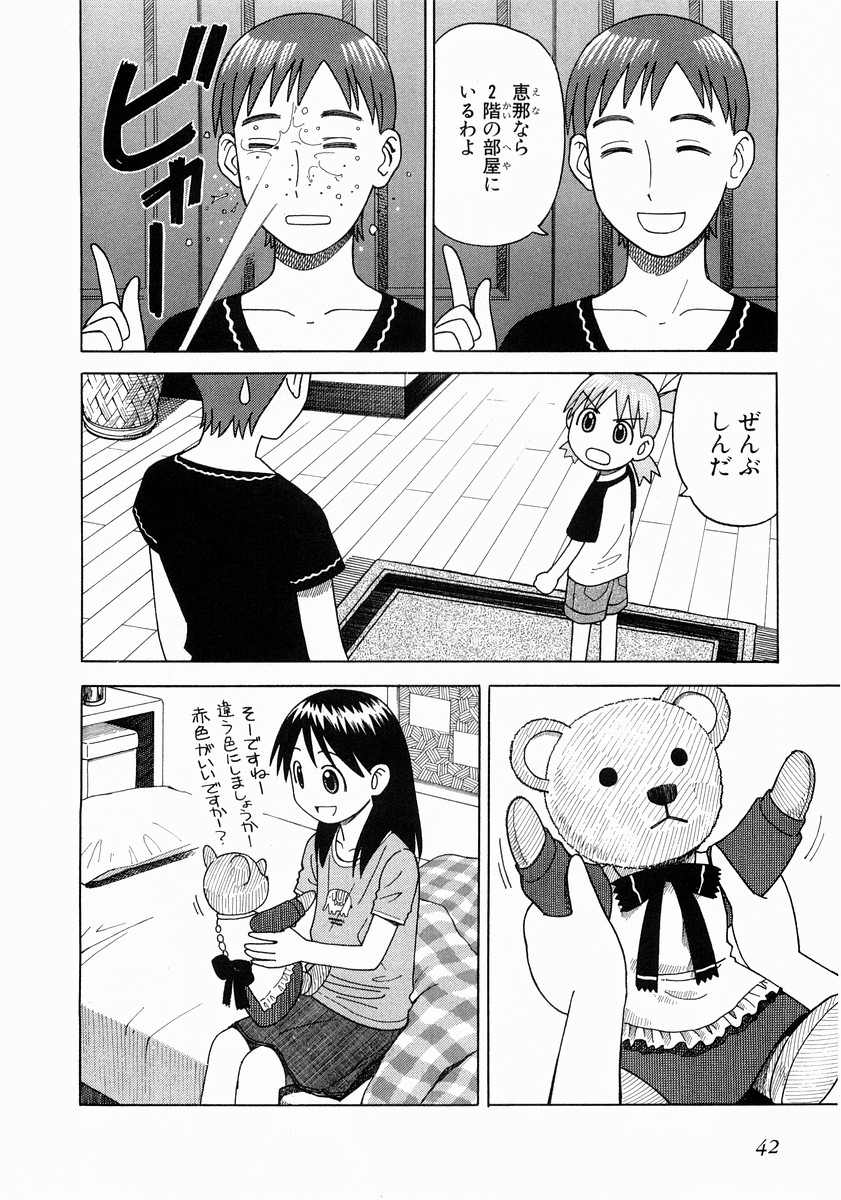 恵那なら
2階の部屋に
いるわよ
ビャー
ぜんぶ
しんだ
そーですねー
違う色にしましょうかー
赤色がいいですかー?
42